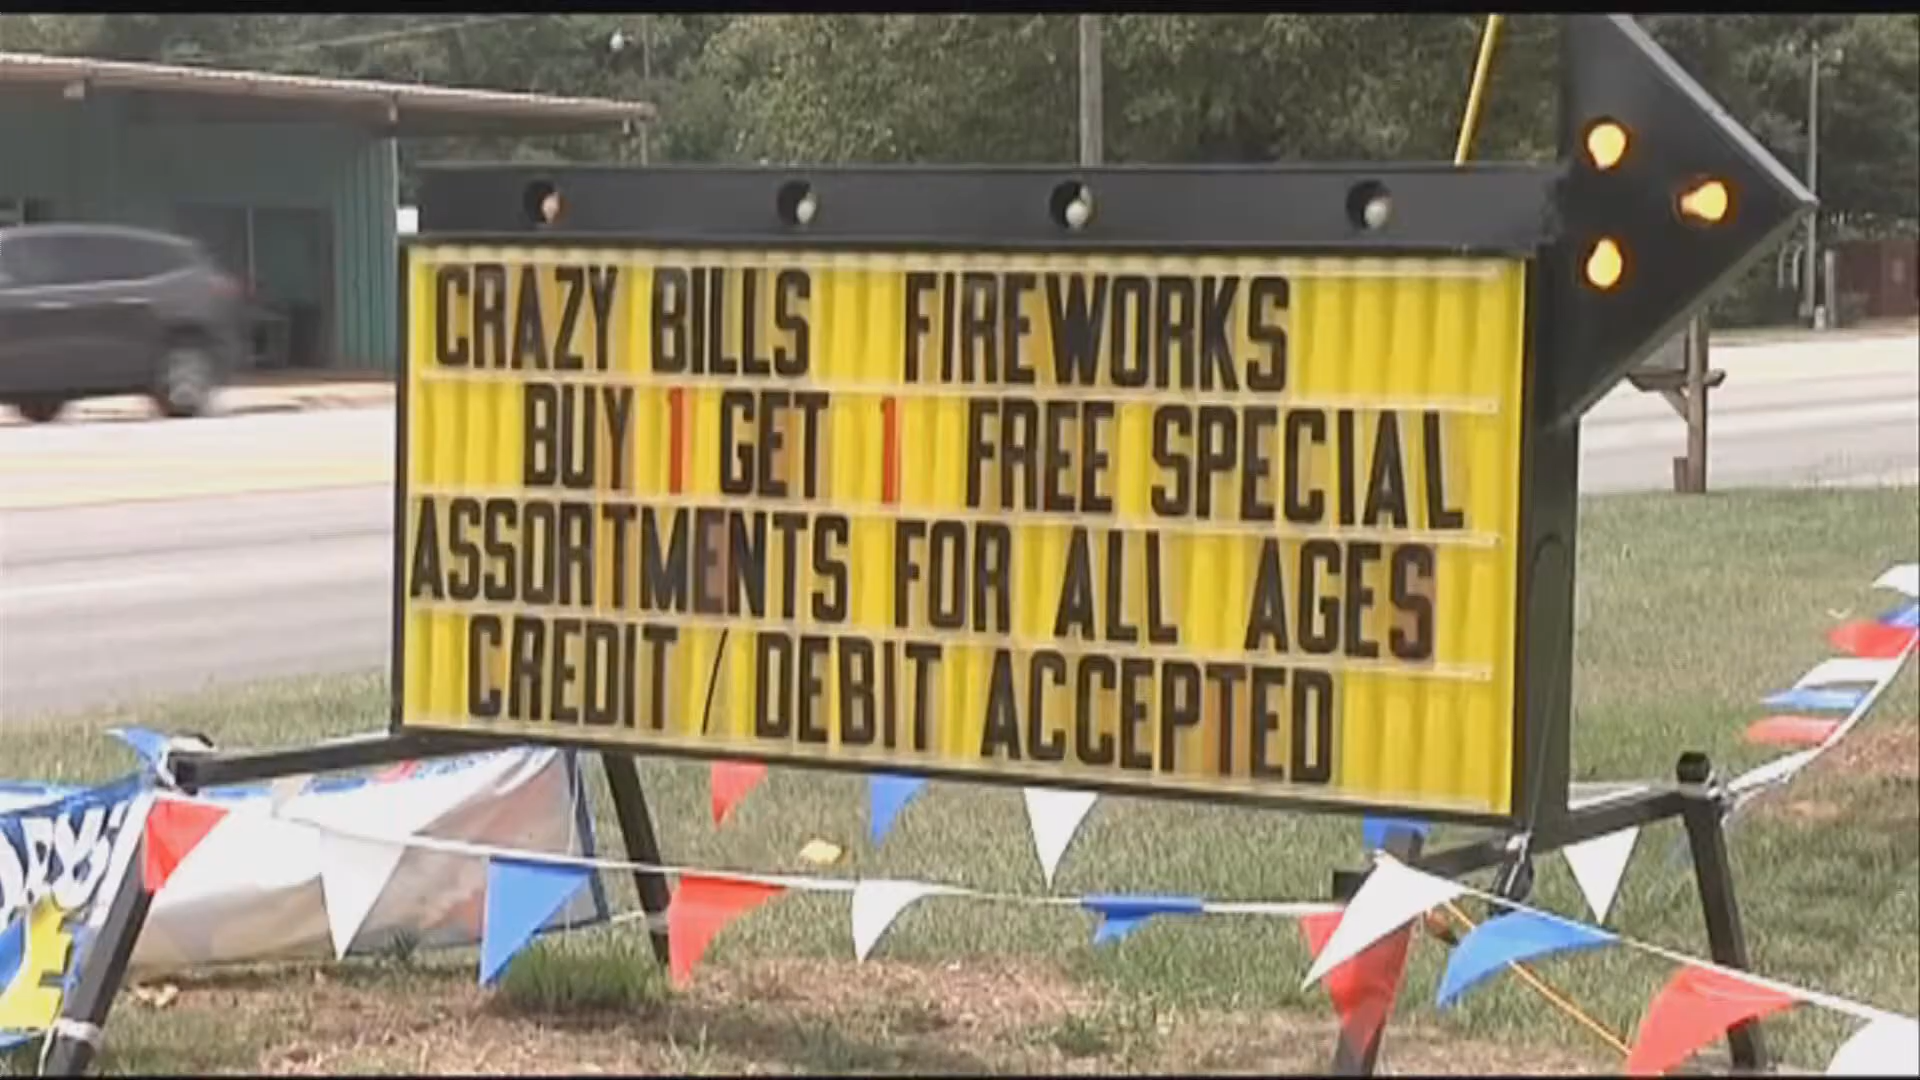 CRAZY BILLS FIREWORKS
BUY 1 GET 1 FREE SPECIAL
ASSORTMENTS FOR ALL AGES
CREDIT / DEBIT ACCEPTED